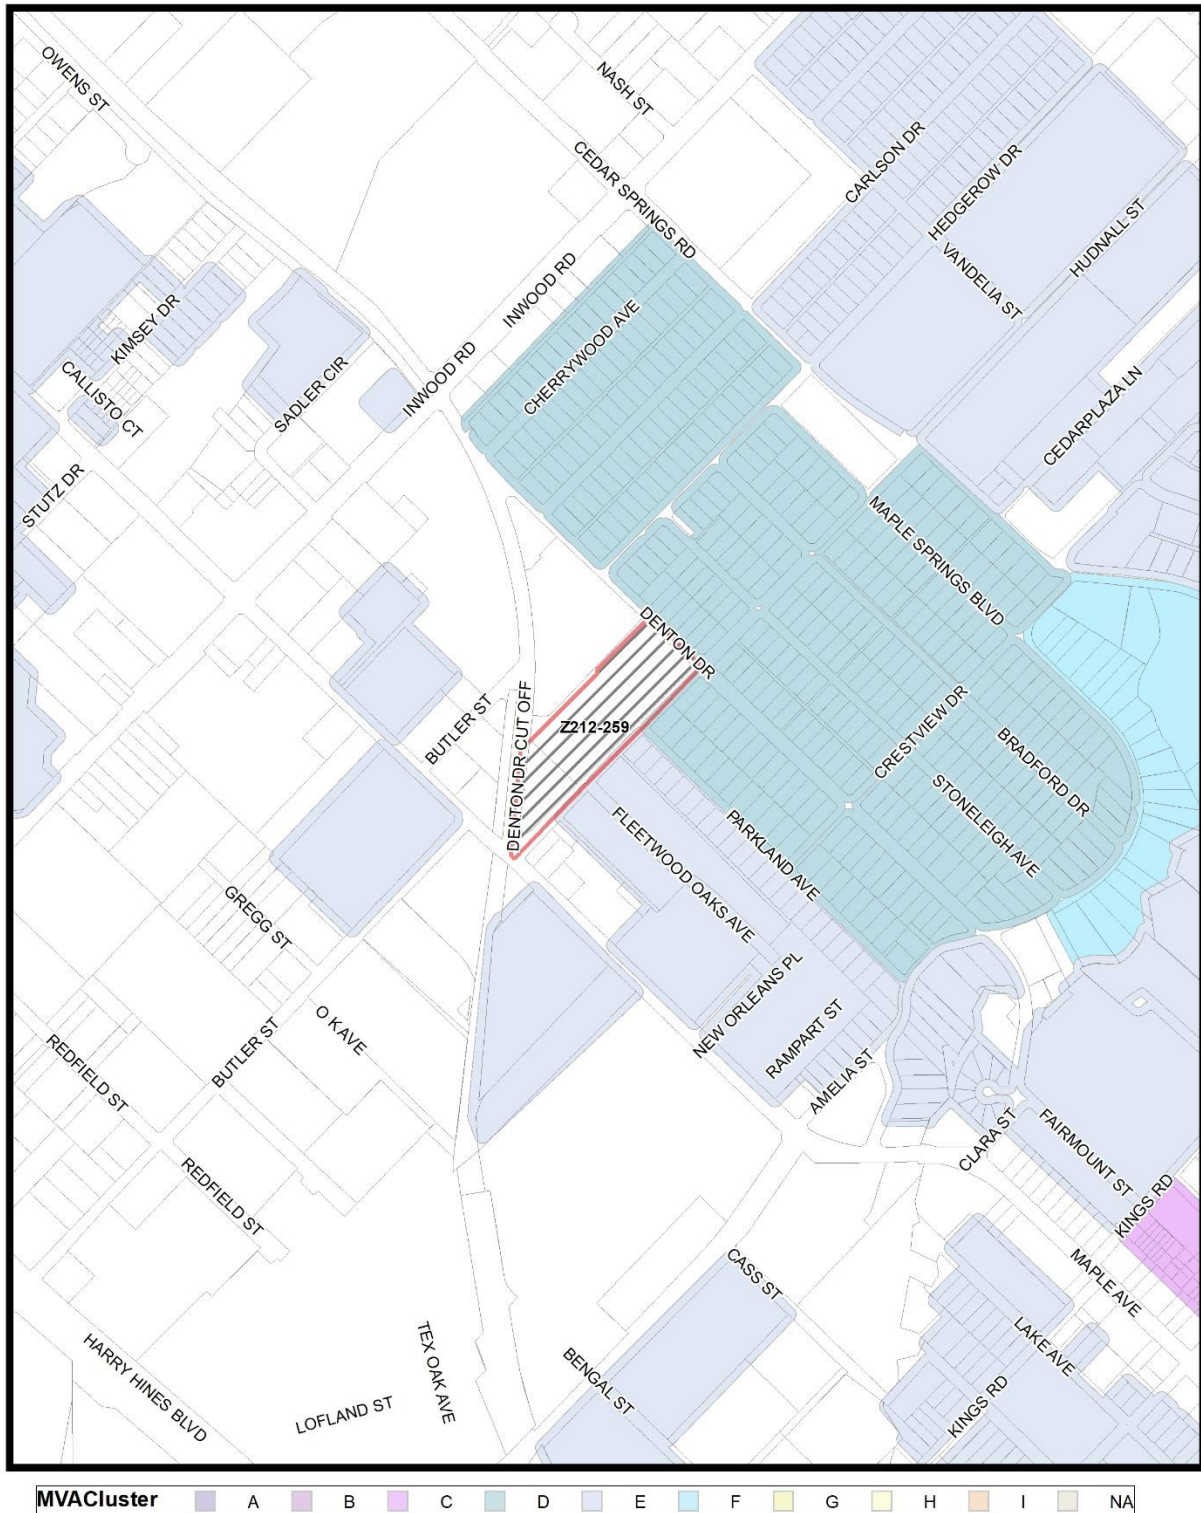 OWENS ST
NASH ST
CEDAR SPRINGS RD
CARLSON DR
HEDGEROW DR
VANDELIA ST
HUDNALL ST
INWOOD RD
KIMSEY DR
CHERRYWOOD AVE
CALLISTO CT
SADLER CIR
INWOOD RD
CEDARPLAZA LN
STUTZ DR
MAPLE SPRINGS BLVD
DENTON DR
BUTLER ST
DENTON DR CUT OFF
Z212-259
CRESTVIEW DR
BRADFORD DR
STONELEIGH AVE
PARKLAND AVE
FLEETWOOD OAKS AVE
GREGG ST
NEW ORLEANS PL
RAMPART ST
AMELIA ST
O KAVE
BUTLER ST
REDFIELD ST
CLARA ST
FAIRMOUNT ST
KINGS RD
REDFIELD ST
MAPLE AVE
CASS ST
LAKE AVE
HARRY HINES BLVD
TEX OAK AVE
LOFLAND ST
BENGAL ST
KINGS RD
MVACluster A B C D E F G H I NA